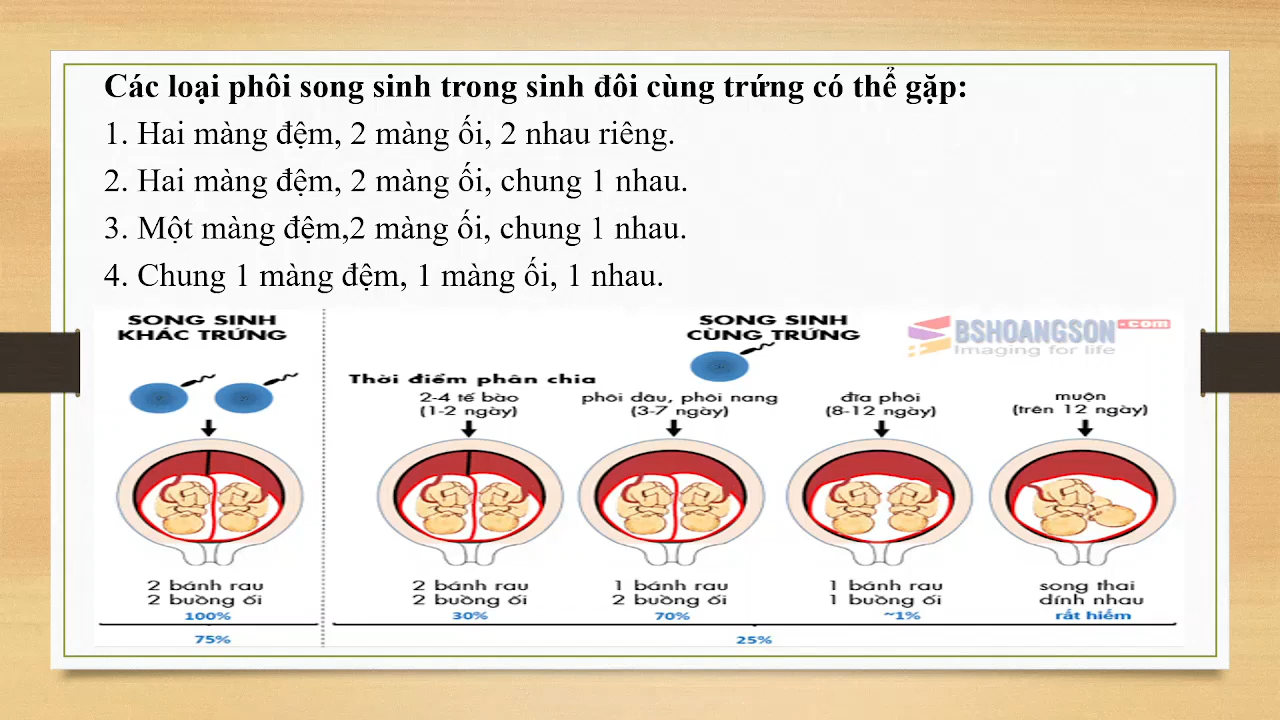 Các loại phôi song sinh trong sinh đôi cùng trứng có thể gặp:
1. Hai màng đệm, 2 màng ối, 2 nhau riêng.
2. Hai màng đệm, 2 màng ối, chung 1 nhau.
3. Một màng đệm,2 màng ối, chung 1 nhau.
4. Chung 1 màng đệm, 1 màng ối, 1 nhau.
SONG SINH
KHÁC TRỨNG
SONG SINH
CÙNG TRỨNG
BSHOANGSON.com
Imaging for life
Thời điểm phân chia
2-4 tế bào
(1-2 ngày)
phôi dâu, phôi nang
(3-7 ngày)
đĩa phôi
(8-12 ngày)
muộn
(trên 12 ngày)
2 bánh rau
2 buồng ối
100%
2 bánh rau
2 buồng ối
30%
1 bánh rau
2 buồng ối
70%
1 bánh rau
1 buồng ối
~1%
song thai
dính nhau
rất hiếm
75%
25%